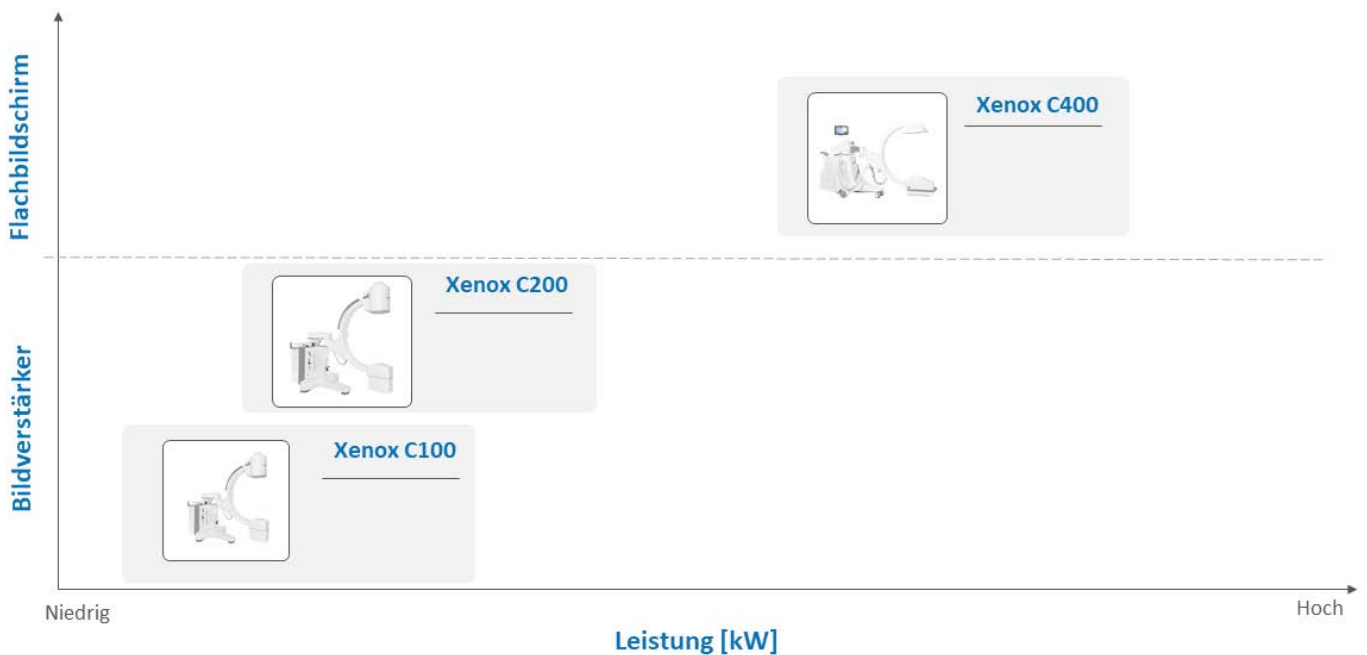 Flachbildschirm
Xenox C400
Xenox C200
Bildverstärker
Xenox C100
Niedrig
Hoch
Leistung [kW]